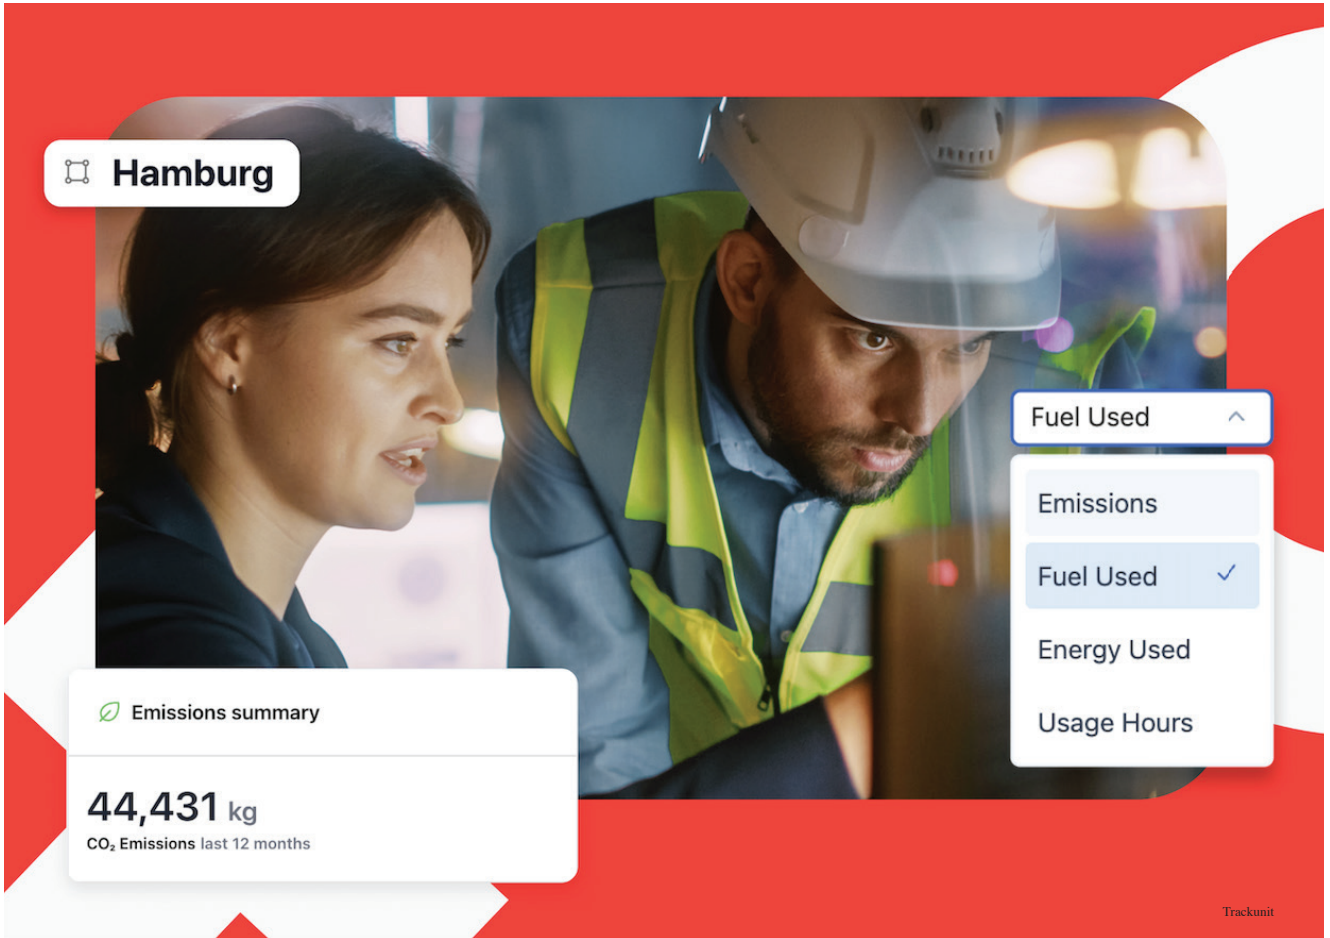 Hamburg
Fuel Used
Emissions
Fuel Used
Energy Used
Usage Hours
Emissions summary
44,431 kg
CO₂ Emissions last 12 months
Trackunit